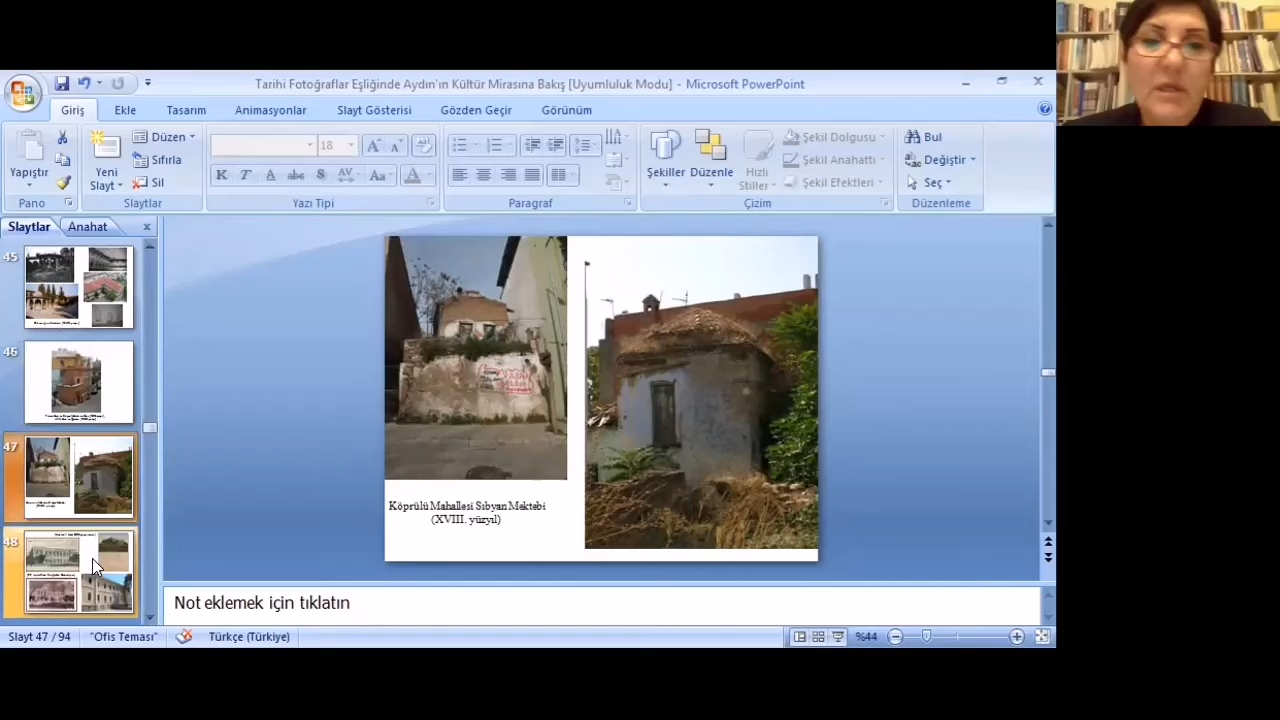 Tarihi Fotoğraflar Eşliğinde Aydın'ın Kültür Mirasına Bakış [Uyumluluk Modu] - Microsoft PowerPoint
Giriş Ekle Tasarım Animasyonlar Slayt Gösterisi Gözden Geçir Görünüm
Yapıştır
Pano
Yeni Slayt
Düzen
Sıfırla
Sil
Slaytlar
18
K T A abc S AV Aa A
Yazı Tipi
Paragraf
Şekiller
Düzenle
Hızlı Stiller
Şekil Dolgusu
Şekil Anahattı
Şekil Efektleri
Çizim
Bul
Değiştir
Seç
Düzenleme
Slaytlar Anahat
45
46
47
48
Köprülü Mahallesi Sıbyan Mektebi
(XVIII. yüzyıl)
Not eklemek için tıklatın
Slayt 47 / 94 "Ofis Teması" Türkçe (Türkiye) %44